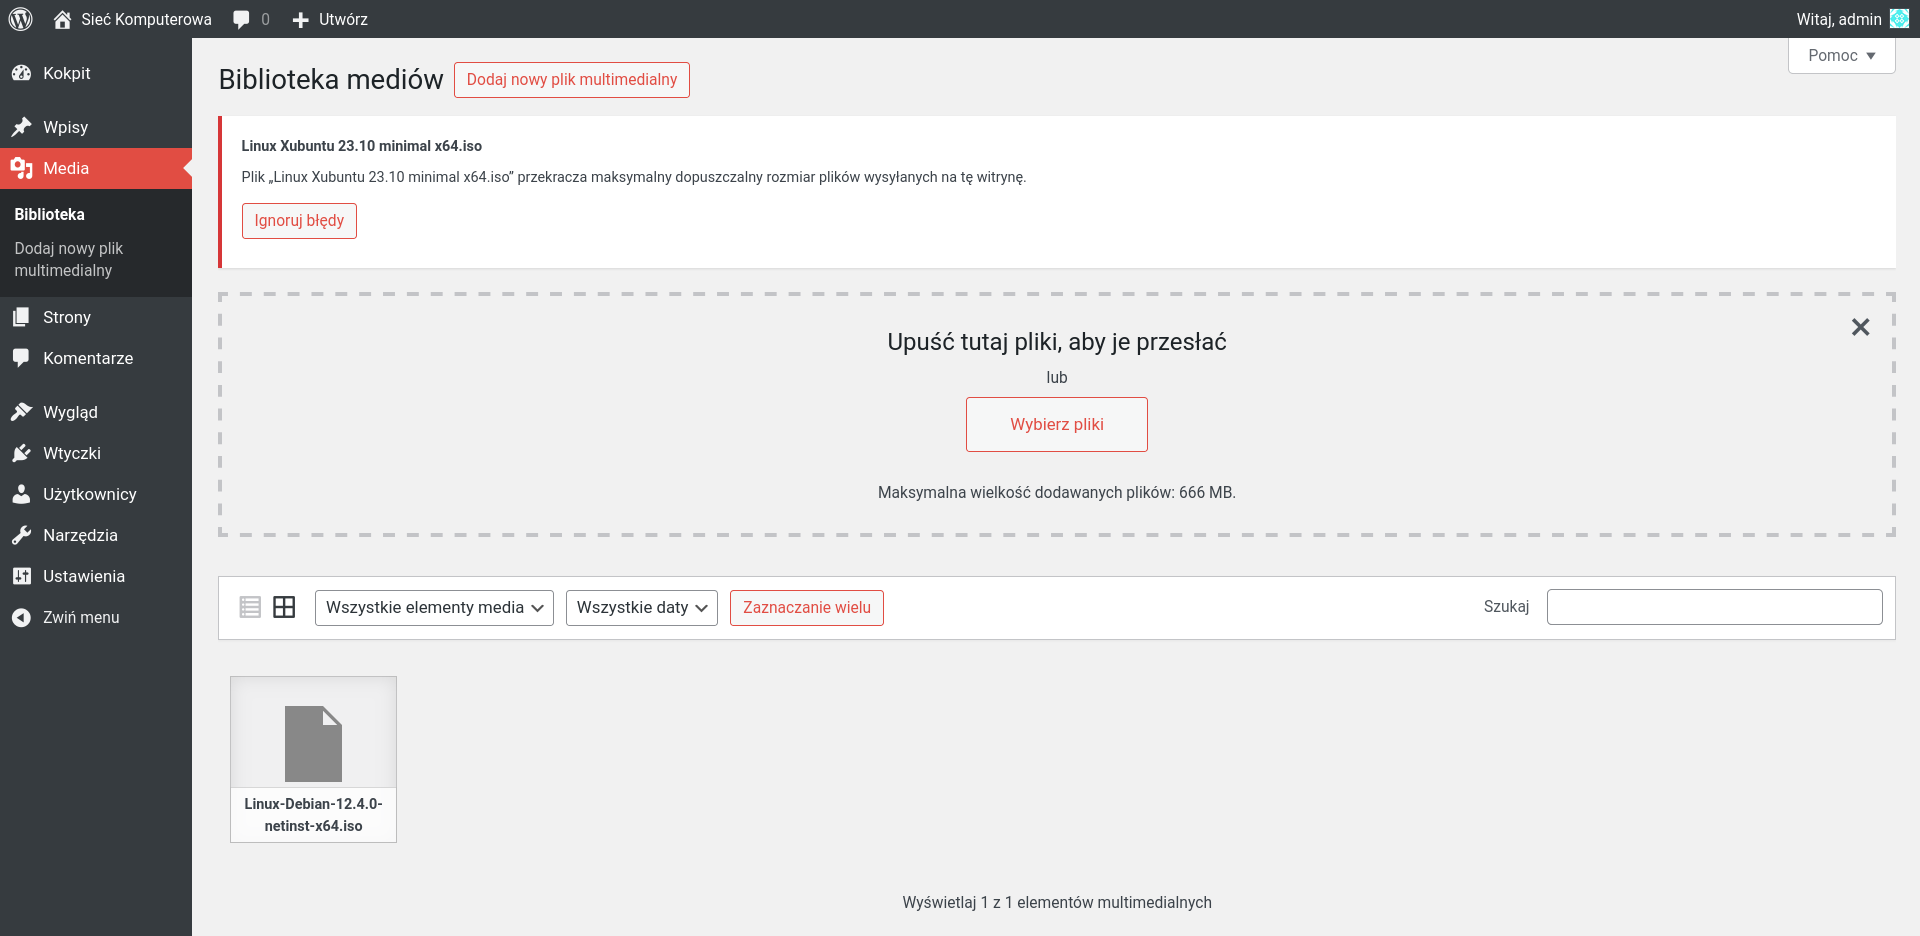 Sieć Komputerowa
0
Utwórz
Witaj, admin
Kokpit
Wpisy
Media
Biblioteka
Dodaj nowy plik
multimedialny
Strony
Komentarze
Wygląd
Wtyczki
Użytkownicy
Narzędzia
Ustawienia
Zwiń menu
Pomoc
Biblioteka mediów
Dodaj nowy plik multimedialny
Linux Xubuntu 23.10 minimal x64.iso
Plik „Linux Xubuntu 23.10 minimal x64.iso” przekracza maksymalny dopuszczalny rozmiar plików wysyłanych na tę witrynę.
Ignoruj błędy
Upuść tutaj pliki, aby je przesłać
lub
Wybierz pliki
Maksymalna wielkość dodawanych plików: 666 MB.
Wszystkie elementy media
Wszystkie daty
Zaznaczanie wielu
Szukaj
Linux-Debian-12.4.0-
netinst-x64.iso
Wyświetlaj 1 z 1 elementów multimedialnych